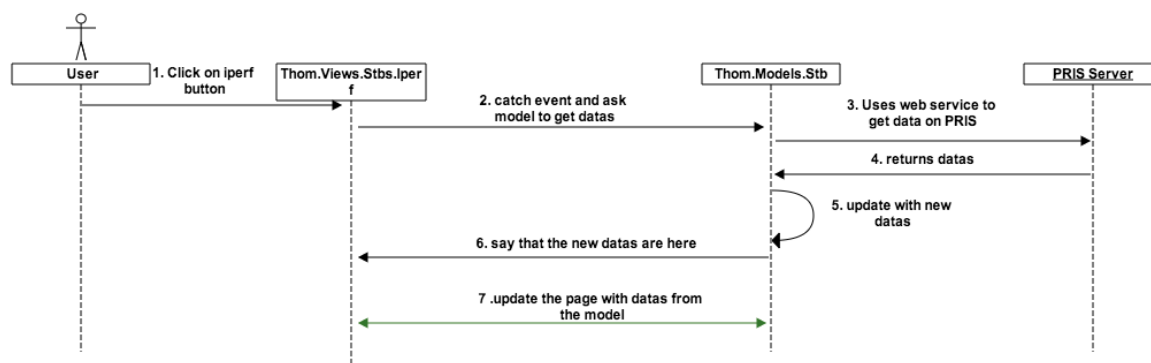 User
1. Click on iperf
button
Thom.Views.Stbs.Iper
f
Thom.Models.Stb
PRIS Server
2. catch event and ask
model to get datas
3. Uses web service to
get data on PRIS
4. returns datas
5. update with new
datas
6. say that the new datas are here
7 .update the page with datas from
the model